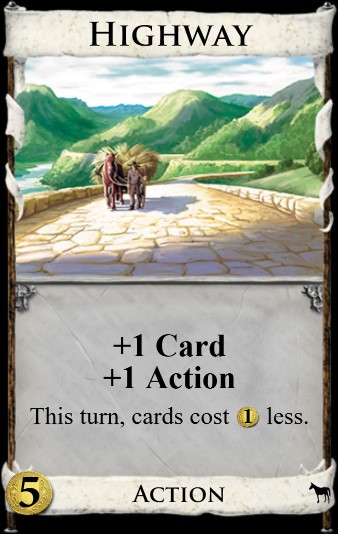 HIGHWAY
+1 Card
+1 Action
This turn, cards cost 1 less.
5 ACTION